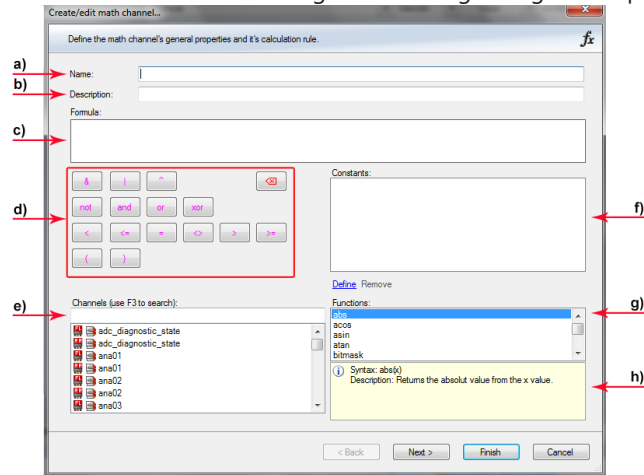 Create/edit math channel...
Define the math channel's general properties and it's calculation rule.
fx
a)
Name:
b)
Description:
Formula:
c)
Constants:
& | ^
not and or xor
d)
f)
< <= = <> > >=
( )
Define Remove
e)
Channels (use F3 to search):
Functions:
g)
abs
adc_diagnostic_state
acos
adc_diagnostic_state
asin
ana01
atan
ana01
bitmask
ana02
Syntax: abs(x)
ana02
Description: Returns the absolut value from the x value.
h)
ana03
< Back Next > Finish Cancel